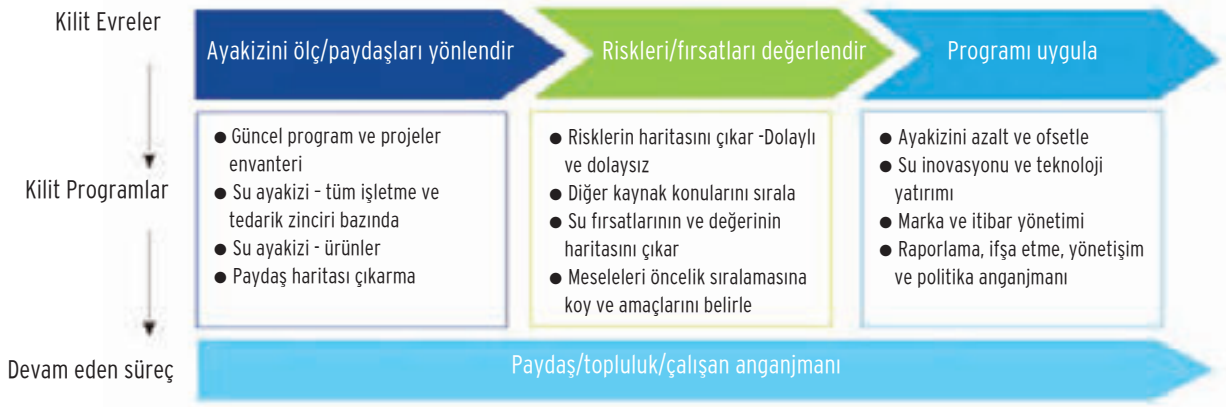 Kilit Evreler
Ayakizini ölç/paydaşları yönlendir
Riskleri/fırsatları değerlendir
Programı uygula
Kilit Programlar
● Güncel program ve projeler
envanteri
● Su ayakizi - tüm işletme ve
tedarik zinciri bazında
● Su ayakizi - ürünler
● Paydaş haritası çıkarma
● Risklerin haritasını çıkar -Dolaylı
ve dolaysız
● Diğer kaynak konularını sırala
● Su fırsatlarının ve değerinin
haritasını çıkar
● Meseleleri öncelik sıralamasına
koy ve amaçlarını belirle
● Ayakizini azalt ve ofsetle
● Su inovasyonu ve teknoloji
yatırımı
● Marka ve itibar yönetimi
● Raporlama, ifşa etme, yönetişim
ve politika anganjmanı
Devam eden süreç
Paydaş/topluluk/çalışan anganjmanı